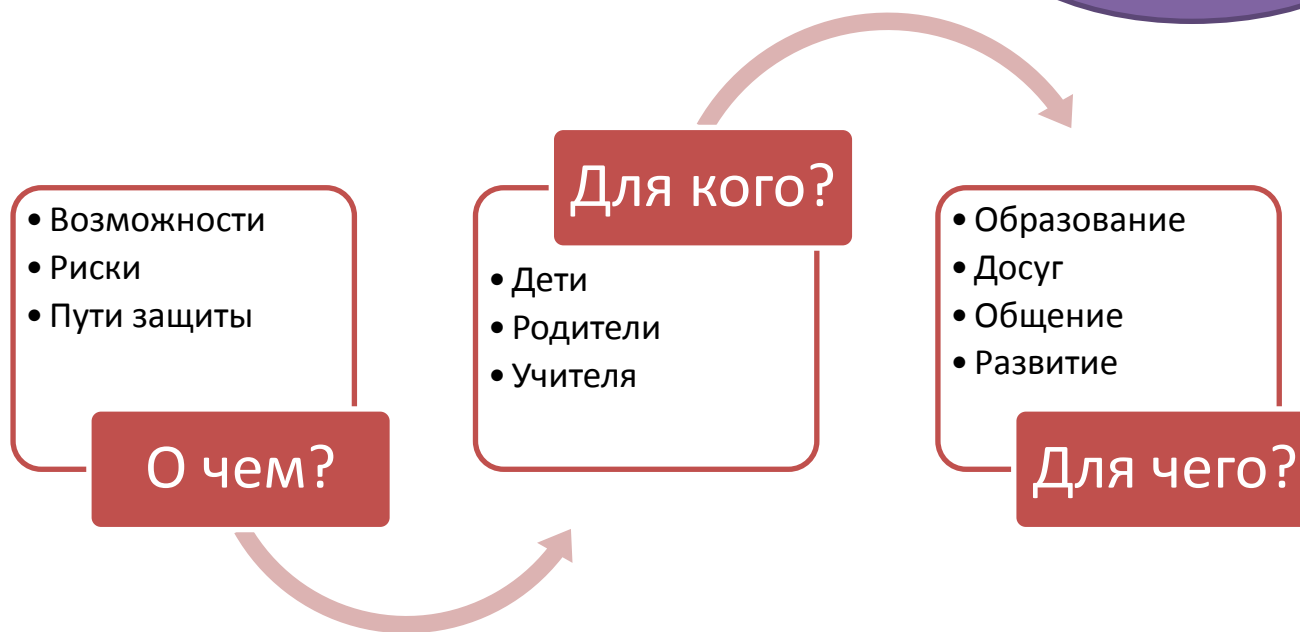 • Возможности
• Риски
• Пути защиты
О чем?
Для кого?
• Дети
• Родители
• Учителя
• Образование
• Досуг
• Общение
• Развитие
Для чего?